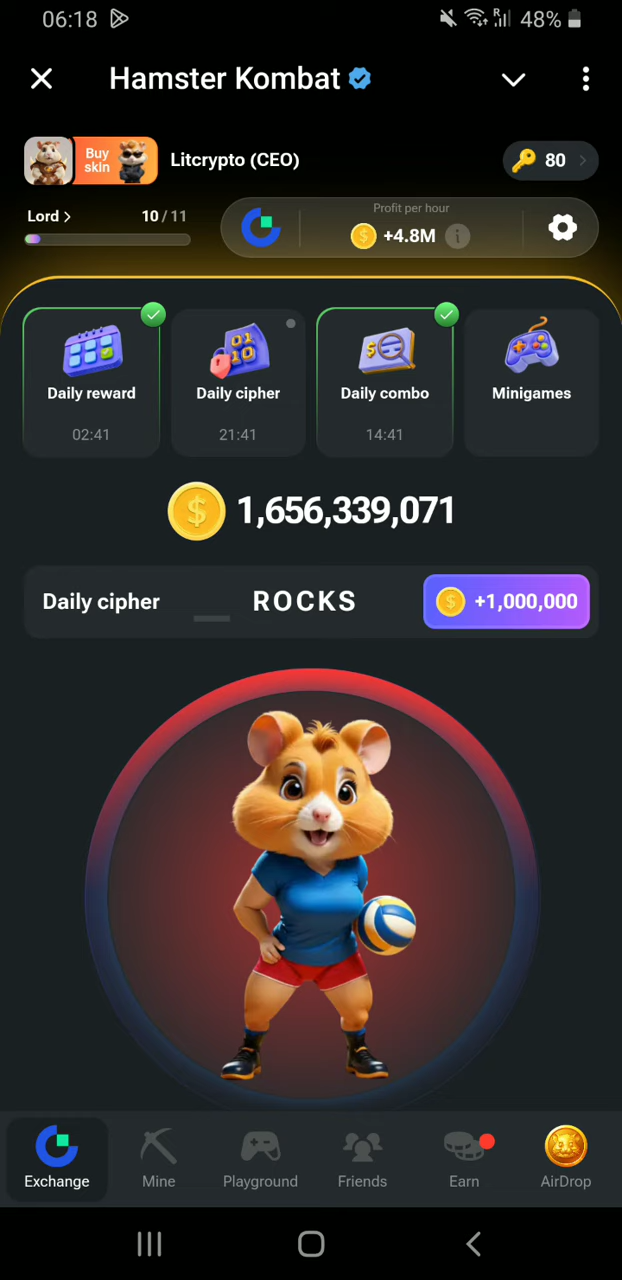 06:18 R 48%
Hamster Kombat
Buy skin Litcrypto (CEO) 80
Lord > 10 / 11
Profit per hour
+4.8M
Daily reward Daily cipher Daily combo Minigames
02:41 21:41 14:41
1,656,339,071
Daily cipher ROCKS +1,000,000
Exchange Mine Playground Friends Earn AirDrop